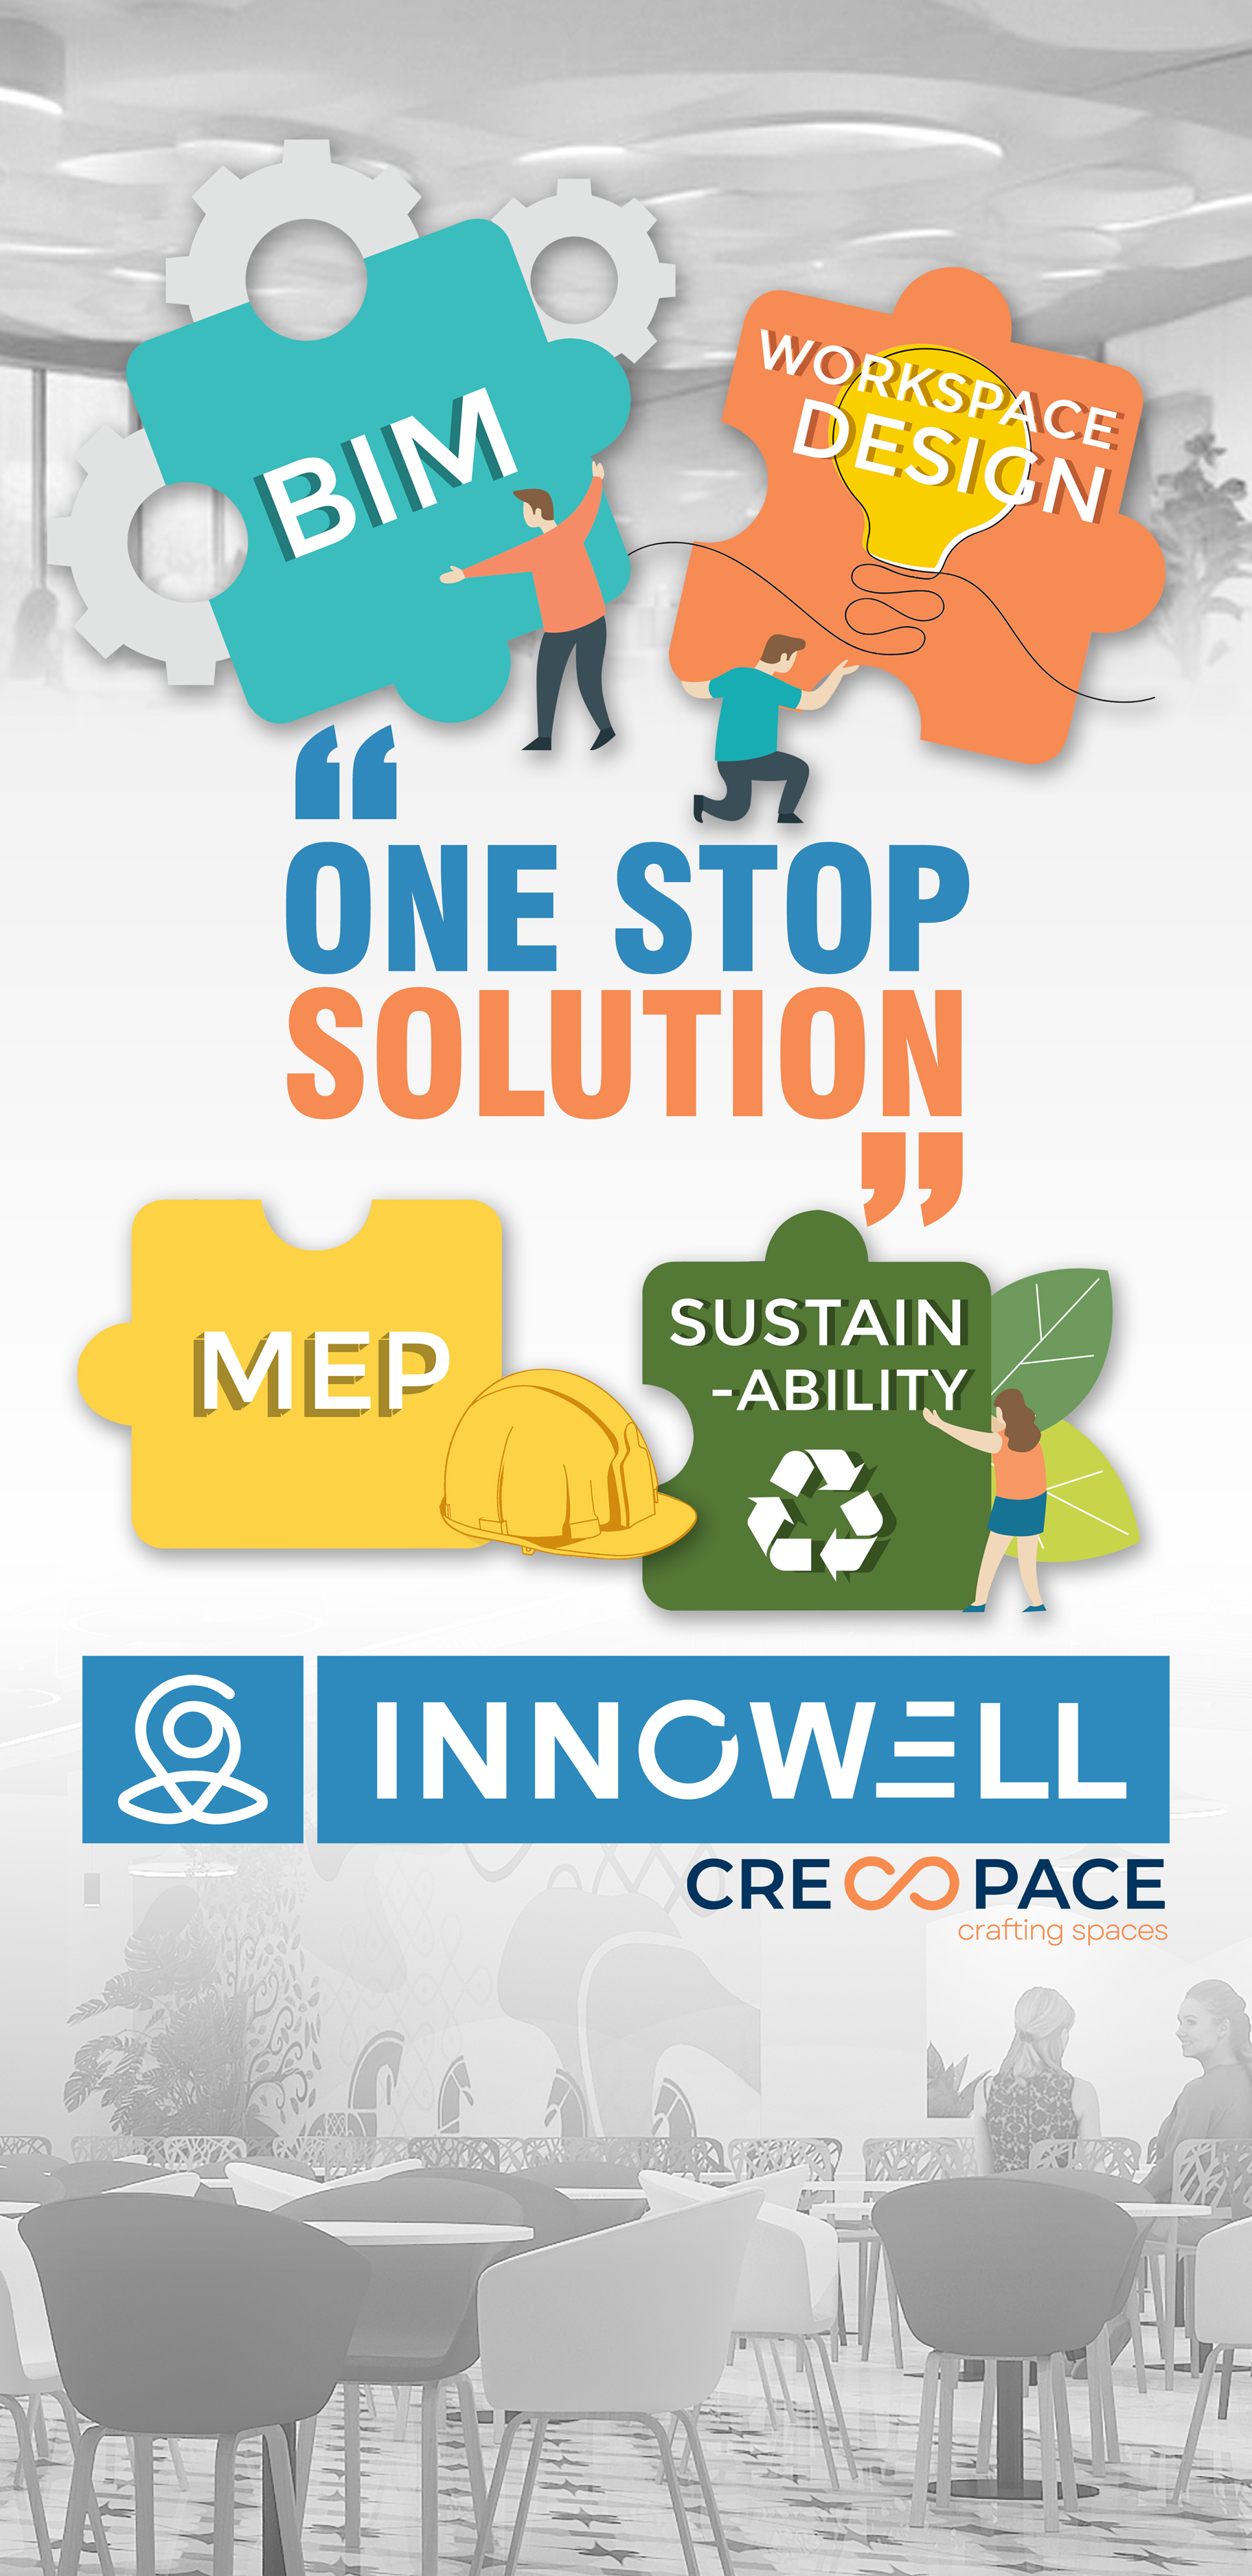 BIM
WORKSPACE
DESIGN
“
ONE STOP
SOLUTION
”
MEP
SUSTAIN
-ABILITY
INNOWELL
CRE∞PACE
crafting spaces